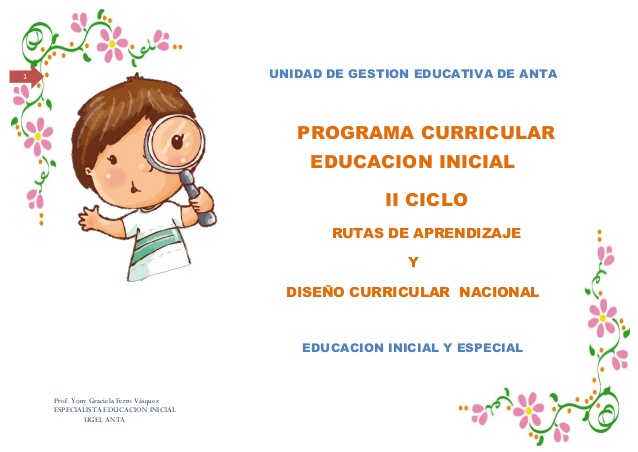 1
UNIDAD DE GESTION EDUCATIVA DE ANTA
PROGRAMA CURRICULAR
EDUCACION INICIAL
II CICLO
RUTAS DE APRENDIZAJE
Y
DISEÑO CURRICULAR NACIONAL
EDUCACION INICIAL Y ESPECIAL
Prof. Yony Graciela Ferro Vásquez
ESPECIALISTA EDUCACION INICIAL
UGEL ANTA